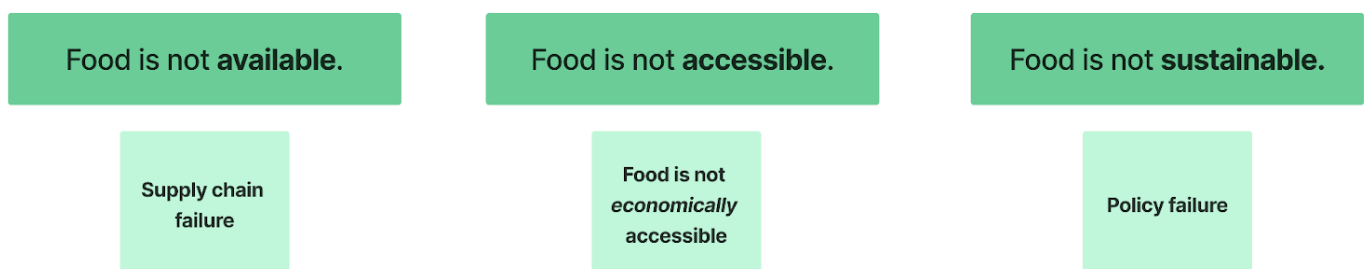 Food is not available.
Food is not accessible.
Food is not sustainable.
Supply chain
failure
Food is not
economically
accessible
Policy failure